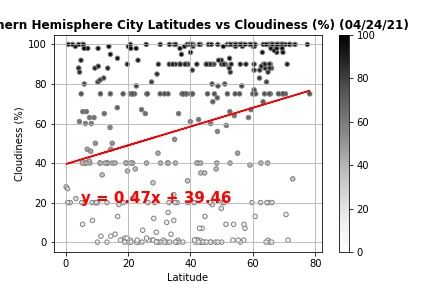 hern Hemisphere City Latitudes vs Cloudiness (%) (04/24/21)
100
80
60
40
20
0
Cloudiness (%)
y = 0.47x + 39.46
0 20 40 60 80
Latitude
100
80
60
40
20
0